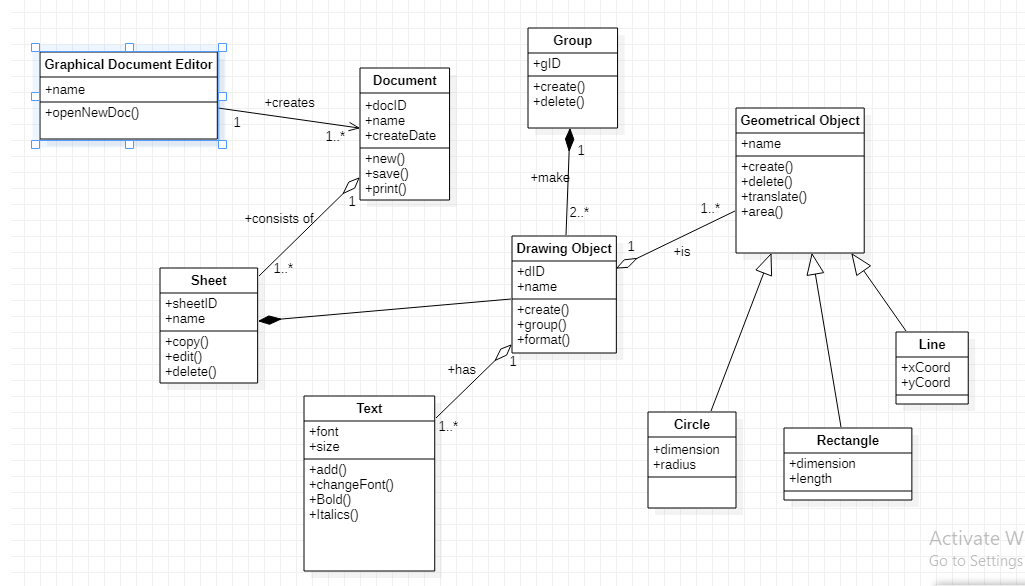 Graphical Document Editor
+name
+openNewDoc()
+creates
1
1..*
Document
+docID
+name
+createDate
+new()
+save()
+print()
1
+consists of
1..*
Group
+gID
+create()
+delete()
1
+make
2..*
Geometrical Object
+name
+create()
+delete()
+translate()
+area()
1..*
1
+is
Drawing Object
+dID
+name
+create()
+group()
+format()
1
+has
1..*
Sheet
+sheetID
+name
+copy()
+edit()
+delete()
Text
+font
+size
+add()
+changeFont()
+Bold()
+Italics()
Line
+xCoord
+yCoord
Circle
+dimension
+radius
Rectangle
+dimension
+length
Activate W
Go to Settings